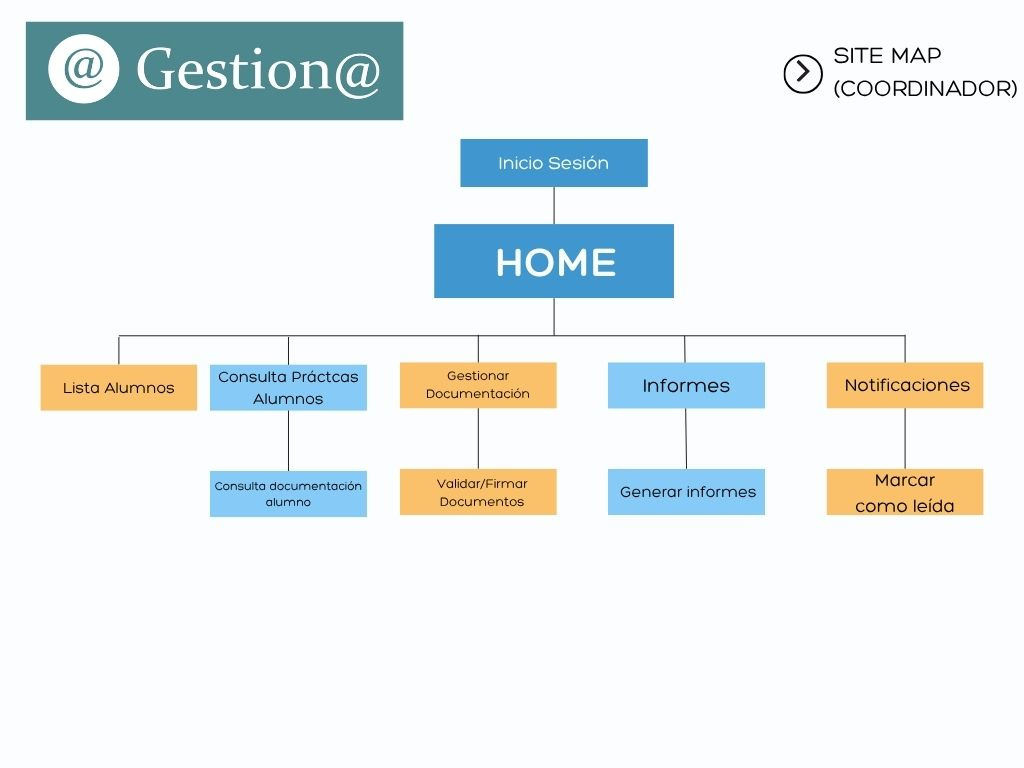 @ Gestion@
SITE MAP
(COORDINADOR)
Inicio Sesión
HOME
Lista Alumnos
Consulta Práctcas
Alumnos
Gestionar
Documentación
Informes
Notificaciones
Consulta documentación
alumno
Validar/Firmar
Documentos
Generar informes
Marcar
como leída